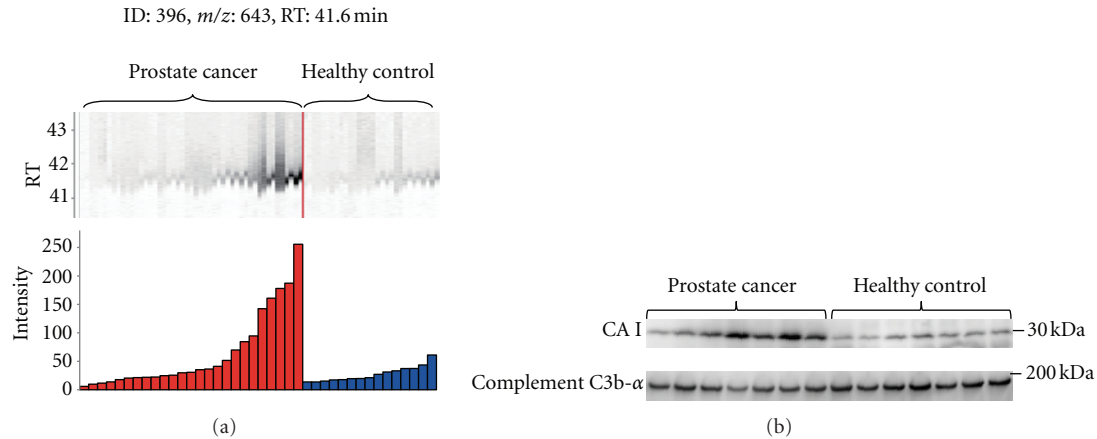 ID: 396, m/z: 643, RT: 41.6 min
Prostate cancer
Healthy control
43
42
41
RT
250
200
150
100
50
0
Intensity
(a)
Prostate cancer
Healthy control
CA I
30 kDa
Complement C3b-α
200 kDa
(b)